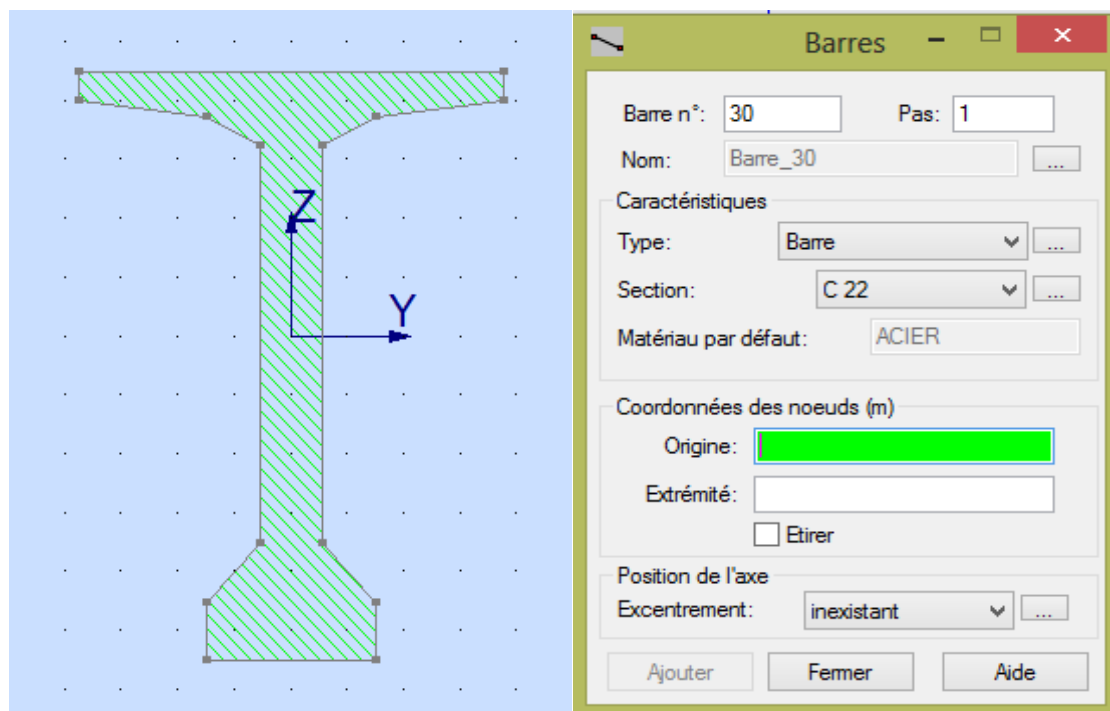 Z
Y
Barres
Barre n°: 30 Pas: 1
Nom: Barre_30 ...
Caractéristiques
Type: Barre ...
Section: C 22 ...
Matériau par défaut: ACIER
Coordonnées des noeuds (m)
Origine:
Extrémité:
Etirer
Position de l'axe
Excentrement: inexistant ...
Ajouter Fermer Aide